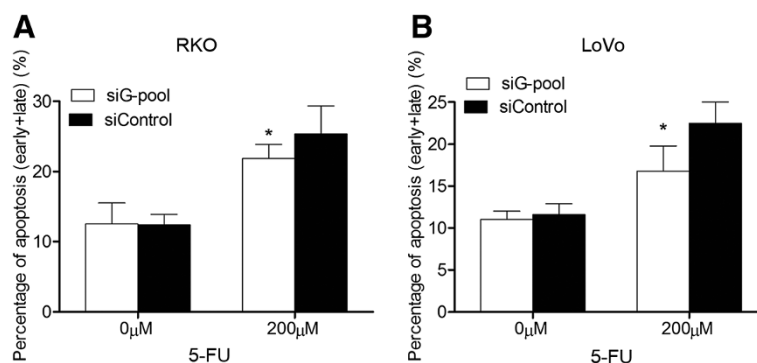 A
RKO
Percentage of apoptosis (early+late) (%)
siG-pool
siControl
30
20
10
0
*
0μM
200μM
5-FU
B
LoVo
Percentage of apoptosis (early+late) (%)
siG-pool
siControl
25
20
15
10
5
0
*
0μM
200μM
5-FU